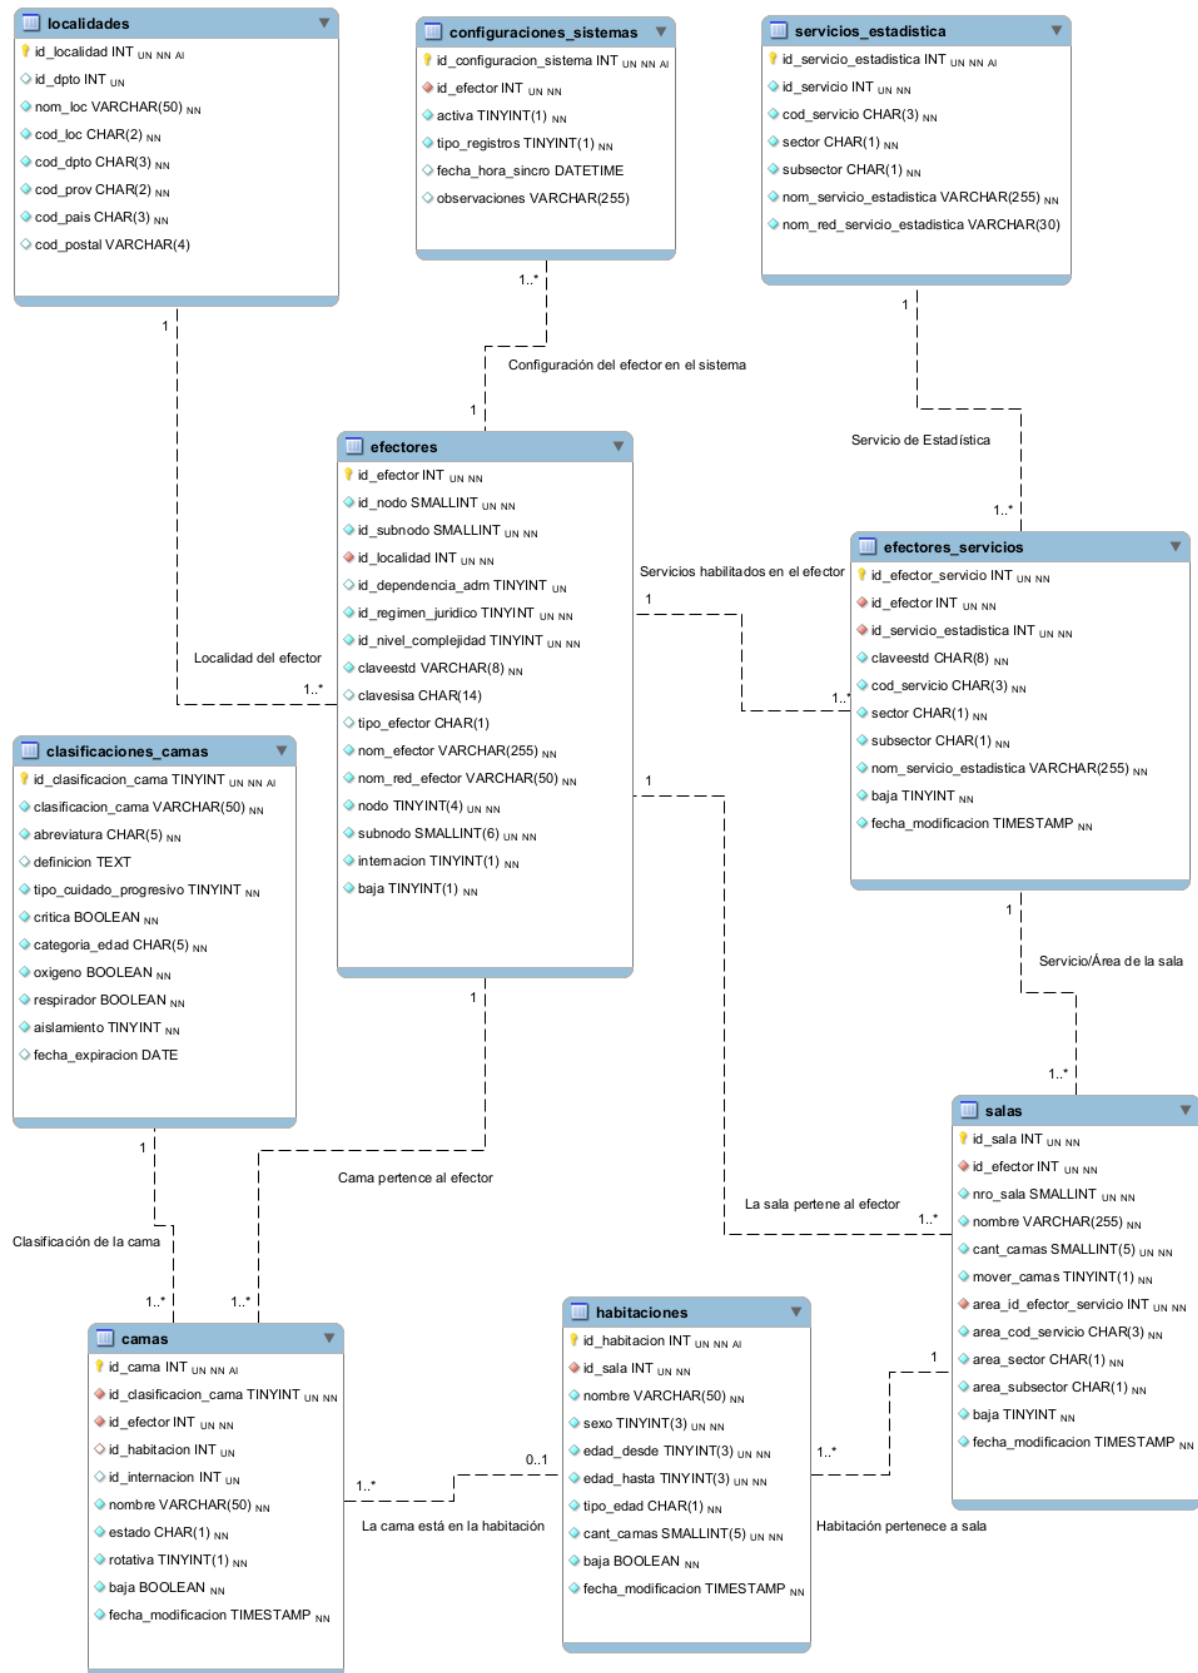 localidades
id_localidad INT UN NN AI
id_dpto INT UN
nom_loc VARCHAR(50) NN
cod_loc CHAR(2) NN
cod_dpto CHAR(3) NN
cod_prov CHAR(2) NN
cod_pais CHAR(3) NN
cod_postal VARCHAR(4)
configuraciones_sistemas
id_configuracion_sistema INT UN NN AI
id_efector INT UN NN
activa TINYINT(1) NN
tipo_registros TINYINT(1) NN
fecha_hora_sincro DATETIME
observaciones VARCHAR(255)
servicios_estadistica
id_servicio_estadistica INT UN NN AI
id_servicio INT UN NN
cod_servicio CHAR(3) NN
sector CHAR(1) NN
subsector CHAR(1) NN
nom_servicio_estadistica VARCHAR(255) NN
nom_red_servicio_estadistica VARCHAR(30)
1
1..*
1
Configuración del efector en el sistema
1
Servicio de Estadística
1..*
efectores
id_efector INT UN NN
id_nodo SMALLINT UN NN
id_subnodo SMALLINT UN NN
id_localidad INT UN NN
id_dependencia_adm TINYINT UN
id_regimen_juridico TINYINT UN NN
id_nivel_complejidad TINYINT UN NN
claveestd VARCHAR(8) NN
clavesisa CHAR(14)
tipo_efector CHAR(1)
nom_efector VARCHAR(255) NN
nom_red_efector VARCHAR(50) NN
nodo TINYINT(4) UN NN
subnodo SMALLINT(6) UN NN
internacion TINYINT(1) NN
baja TINYINT(1) NN
Servicios habilitados en el efector
1
1..*
efectores_servicios
id_efector_servicio INT UN NN
id_efector INT UN NN
id_servicio_estadistica INT UN NN
claveestd CHAR(8) NN
cod_servicio CHAR(3) NN
sector CHAR(1) NN
subsector CHAR(1) NN
nom_servicio_estadistica VARCHAR(255) NN
baja TINYINT NN
fecha_modificacion TIMESTAMP NN
Localidad del efector
1..*
1
clasificaciones_camas
id_clasificacion_cama TINYINT UN NN AI
clasificacion_cama VARCHAR(50) NN
abreviatura CHAR(5) NN
definicion TEXT
tipo_cuidado_progresivo TINYINT NN
critica BOOLEAN NN
categoria_edad CHAR(5) NN
oxigeno BOOLEAN NN
respirador BOOLEAN NN
aislamiento TINYINT NN
fecha_expiracion DATE
1
1
Servicio/Área de la sala
1..*
1
Cama pertence al efector
La sala pertene al efector
1..*
Clasificación de la cama
1..*
1..*
salas
id_sala INT UN NN
id_efector INT UN NN
nro_sala SMALLINT UN NN
nombre VARCHAR(255) NN
cant_camas SMALLINT(5) UN NN
mover_camas TINYINT(1) NN
area_id_efector_servicio INT UN NN
area_cod_servicio CHAR(3) NN
area_sector CHAR(1) NN
area_subsector CHAR(1) NN
baja TINYINT NN
fecha_modificacion TIMESTAMP NN
camas
id_cama INT UN NN AI
id_clasificacion_cama TINYINT UN NN
id_efector INT UN NN
id_habitacion INT UN
id_internacion INT UN
nombre VARCHAR(50) NN
estado CHAR(1) NN
rotativa TINYINT(1) NN
baja BOOLEAN NN
fecha_modificacion TIMESTAMP NN
habitaciones
id_habitacion INT UN NN AI
id_sala INT UN NN
nombre VARCHAR(50) NN
sexo TINYINT(3) UN NN
edad_desde TINYINT(3) UN NN
edad_hasta TINYINT(3) UN NN
tipo_edad CHAR(1) NN
cant_camas SMALLINT(5) UN NN
baja BOOLEAN NN
fecha_modificacion TIMESTAMP NN
1
1..*
0..1
1..*
La cama está en la habitación
Habitación pertenece a sala